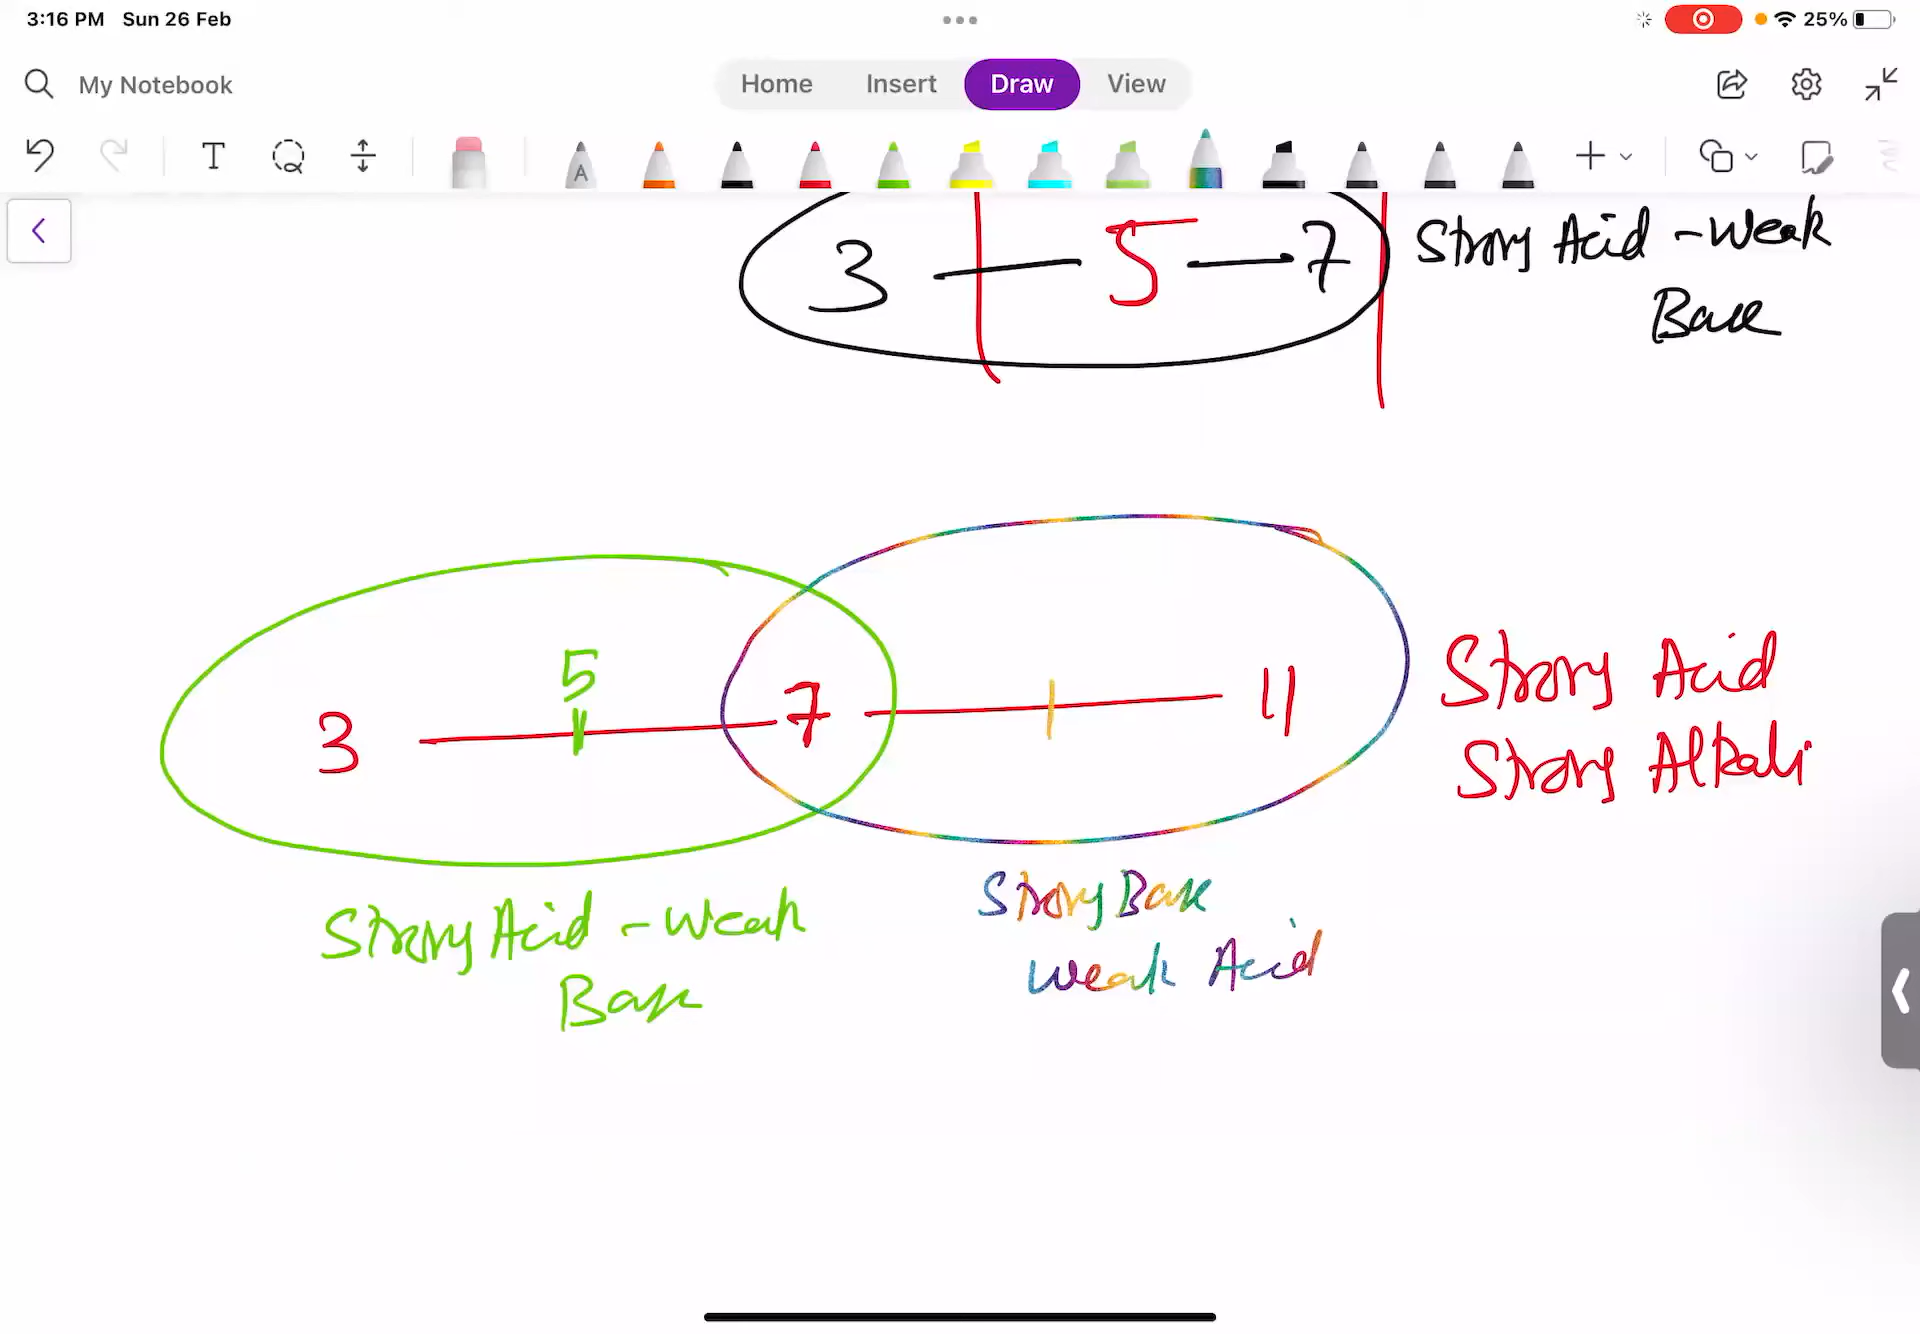 3:16 PM Sun 26 Feb
25%
My Notebook
Home Insert Draw View
T
A
3 — 5 — 7 Strong Acid - Weak
Base
5
3 — 7 — 11
Strong Acid
Strong Alkali
Strong Acid - Weak
Base
Strong Base
Weak Acid